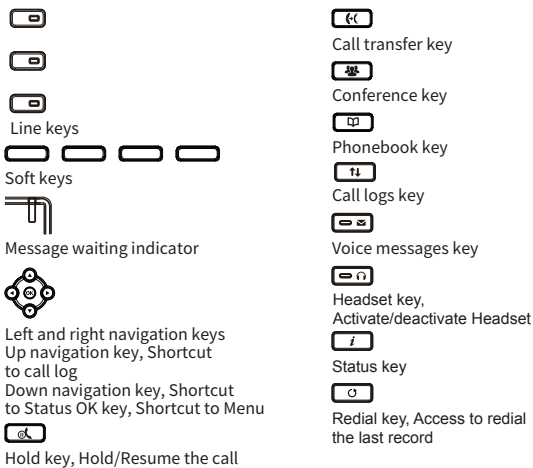 Line keys
Soft keys
Message waiting indicator
OK
Left and right navigation keys
Up navigation key, Shortcut
to call log
Down navigation key, Shortcut
to Status OK key, Shortcut to Menu
Hold key, Hold/Resume the call
Call transfer key
Conference key
Phonebook key
Call logs key
Voice messages key
Headset key,
Activate/deactivate Headset
i
Status key
Redial key, Access to redial
the last record